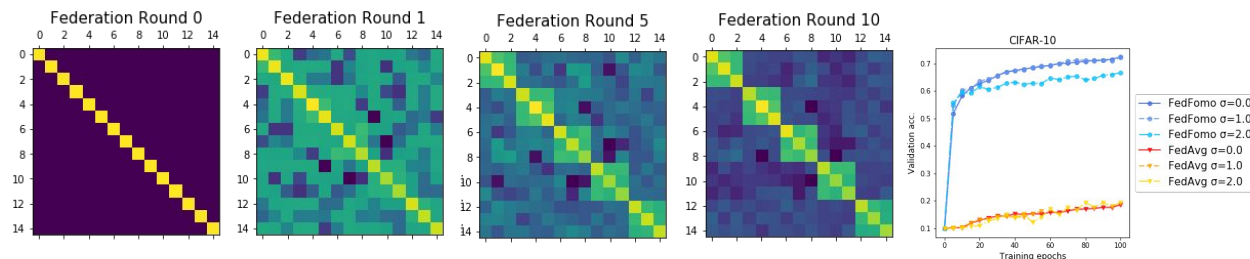 Federation Round 0
0 2 4 6 8 10 12 14
0
2
4
6
8
10
12
14
Federation Round 1
0 2 4 6 8 10 12 14
0
2
4
6
8
10
12
14
Federation Round 5
0 2 4 6 8 10 12 14
0
2
4
6
8
10
12
14
Federation Round 10
0 2 4 6 8 10 12 14
0
2
4
6
8
10
12
14
CIFAR-10
Validation acc.
0.7
0.6
0.5
0.4
0.3
0.2
0.1
0 20 40 60 80 100
Training epochs
FedFomo σ=0.0
FedFomo σ=1.0
FedFomo σ=2.0
FedAvg σ=0.0
FedAvg σ=1.0
FedAvg σ=2.0